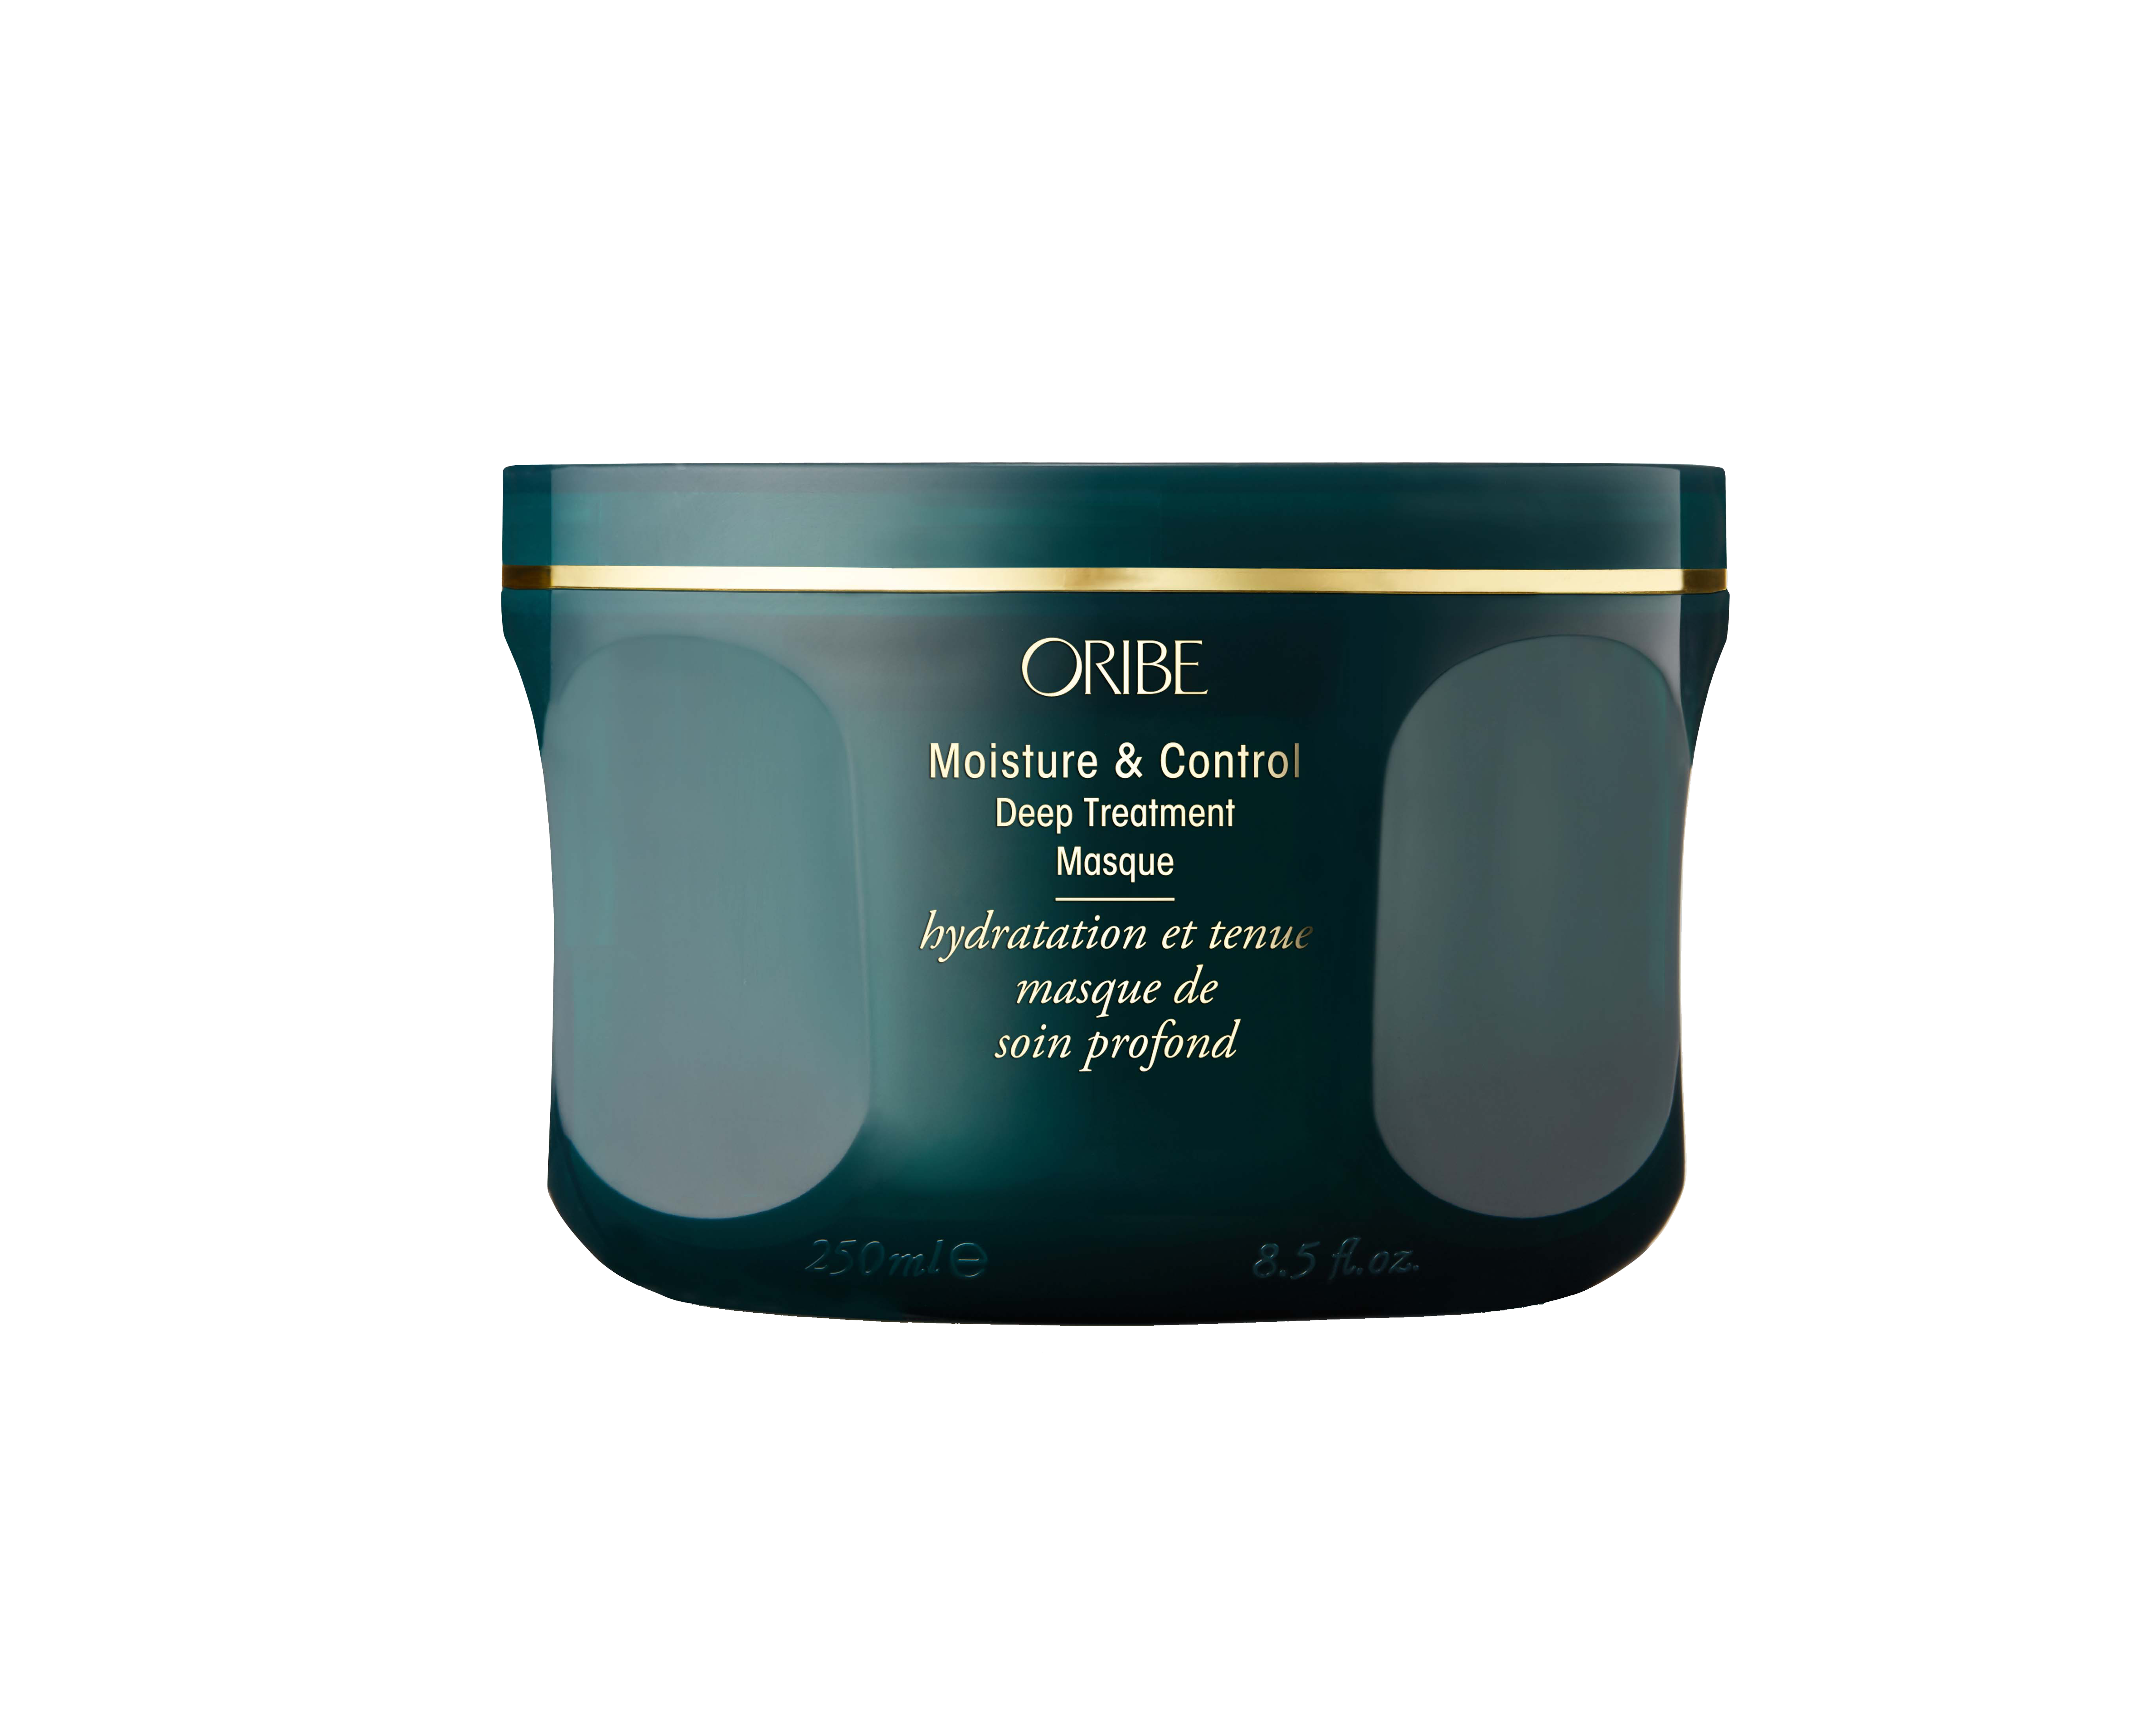 ORIBE
Moisture & Control
Deep Treatment
Masque
hydratation et tenue
masque de
soin profond
250ml ℮ 8.5 fl.oz.